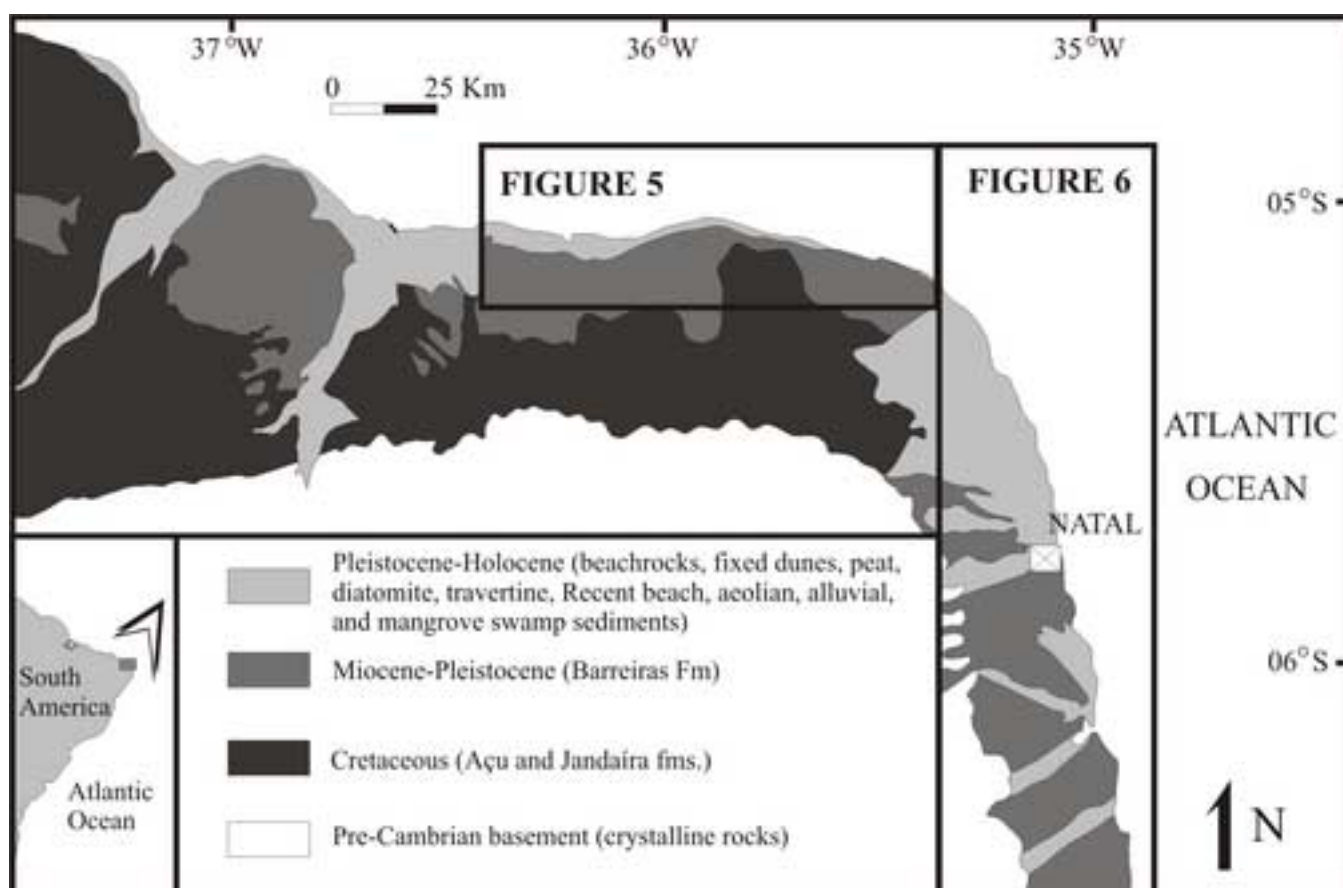 37°W
36°W
35°W
0 25 Km
FIGURE 5
FIGURE 6
05°S
ATLANTIC
OCEAN
NATAL
06°S
N
Pleistocene-Holocene (beachrocks, fixed dunes, peat,
diatomite, travertine, Recent beach, aeolian, alluvial,
and mangrove swamp sediments)
Miocene-Pleistocene (Barreiras Fm)
Cretaceous (Açu and Jandaíra fms.)
Pre-Cambrian basement (crystalline rocks)
South
America
Atlantic
Ocean